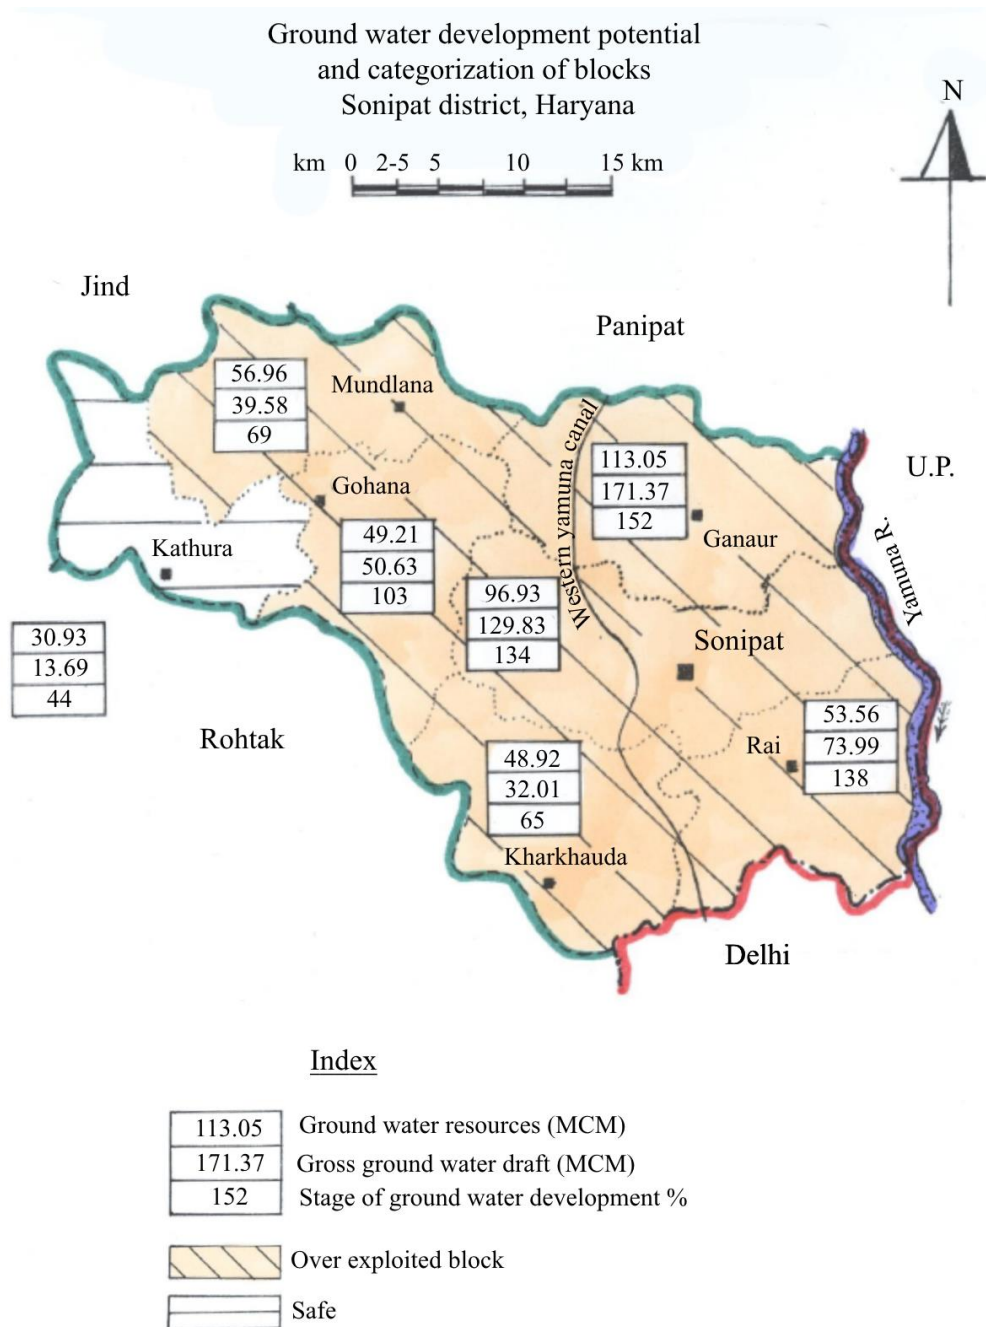 Ground water development potential
and categorization of blocks
Sonipat district, Haryana
N
km 0 2-5 5 10 15 km
Jind
Panipat
U.P.
Yamuna R.
Western yamuna canal
56.96
39.58
69
Mundlana
113.05
171.37
152
Ganaur
Gohana
49.21
50.63
103
Kathura
96.93
129.83
134
Sonipat
30.93
13.69
44
Rohtak
53.56
73.99
138
Rai
48.92
32.01
65
Kharkhauda
Delhi
Index
113.05 Ground water resources (MCM)
171.37 Gross ground water draft (MCM)
152 Stage of ground water development %
Over exploited block
Safe